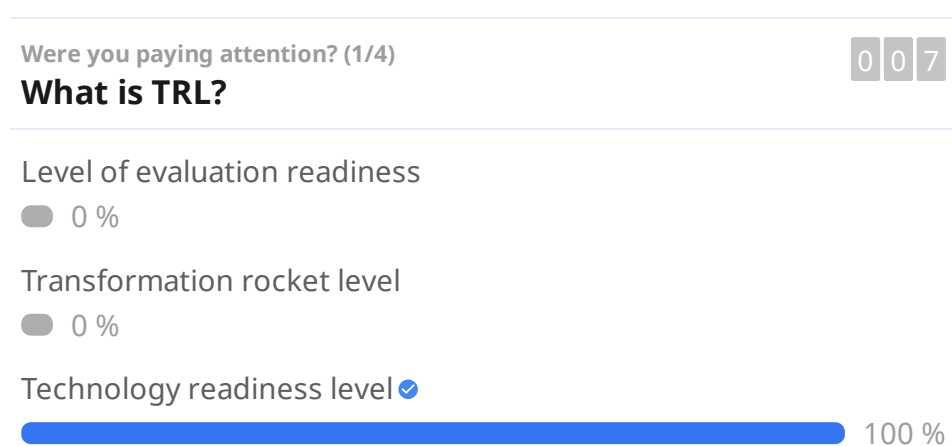 Were you paying attention? (1/4)
What is TRL?
0 0 7
Level of evaluation readiness
0 %
Transformation rocket level
0 %
Technology readiness level
100 %